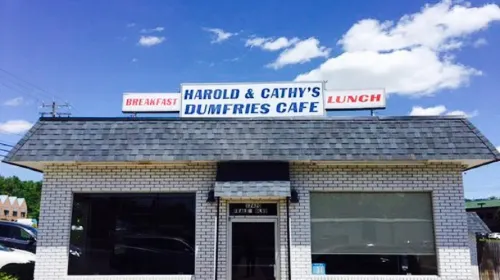 BREAKFAST
HAROLD & CATHY'S
DUMFRIES CAFE
LUNCH